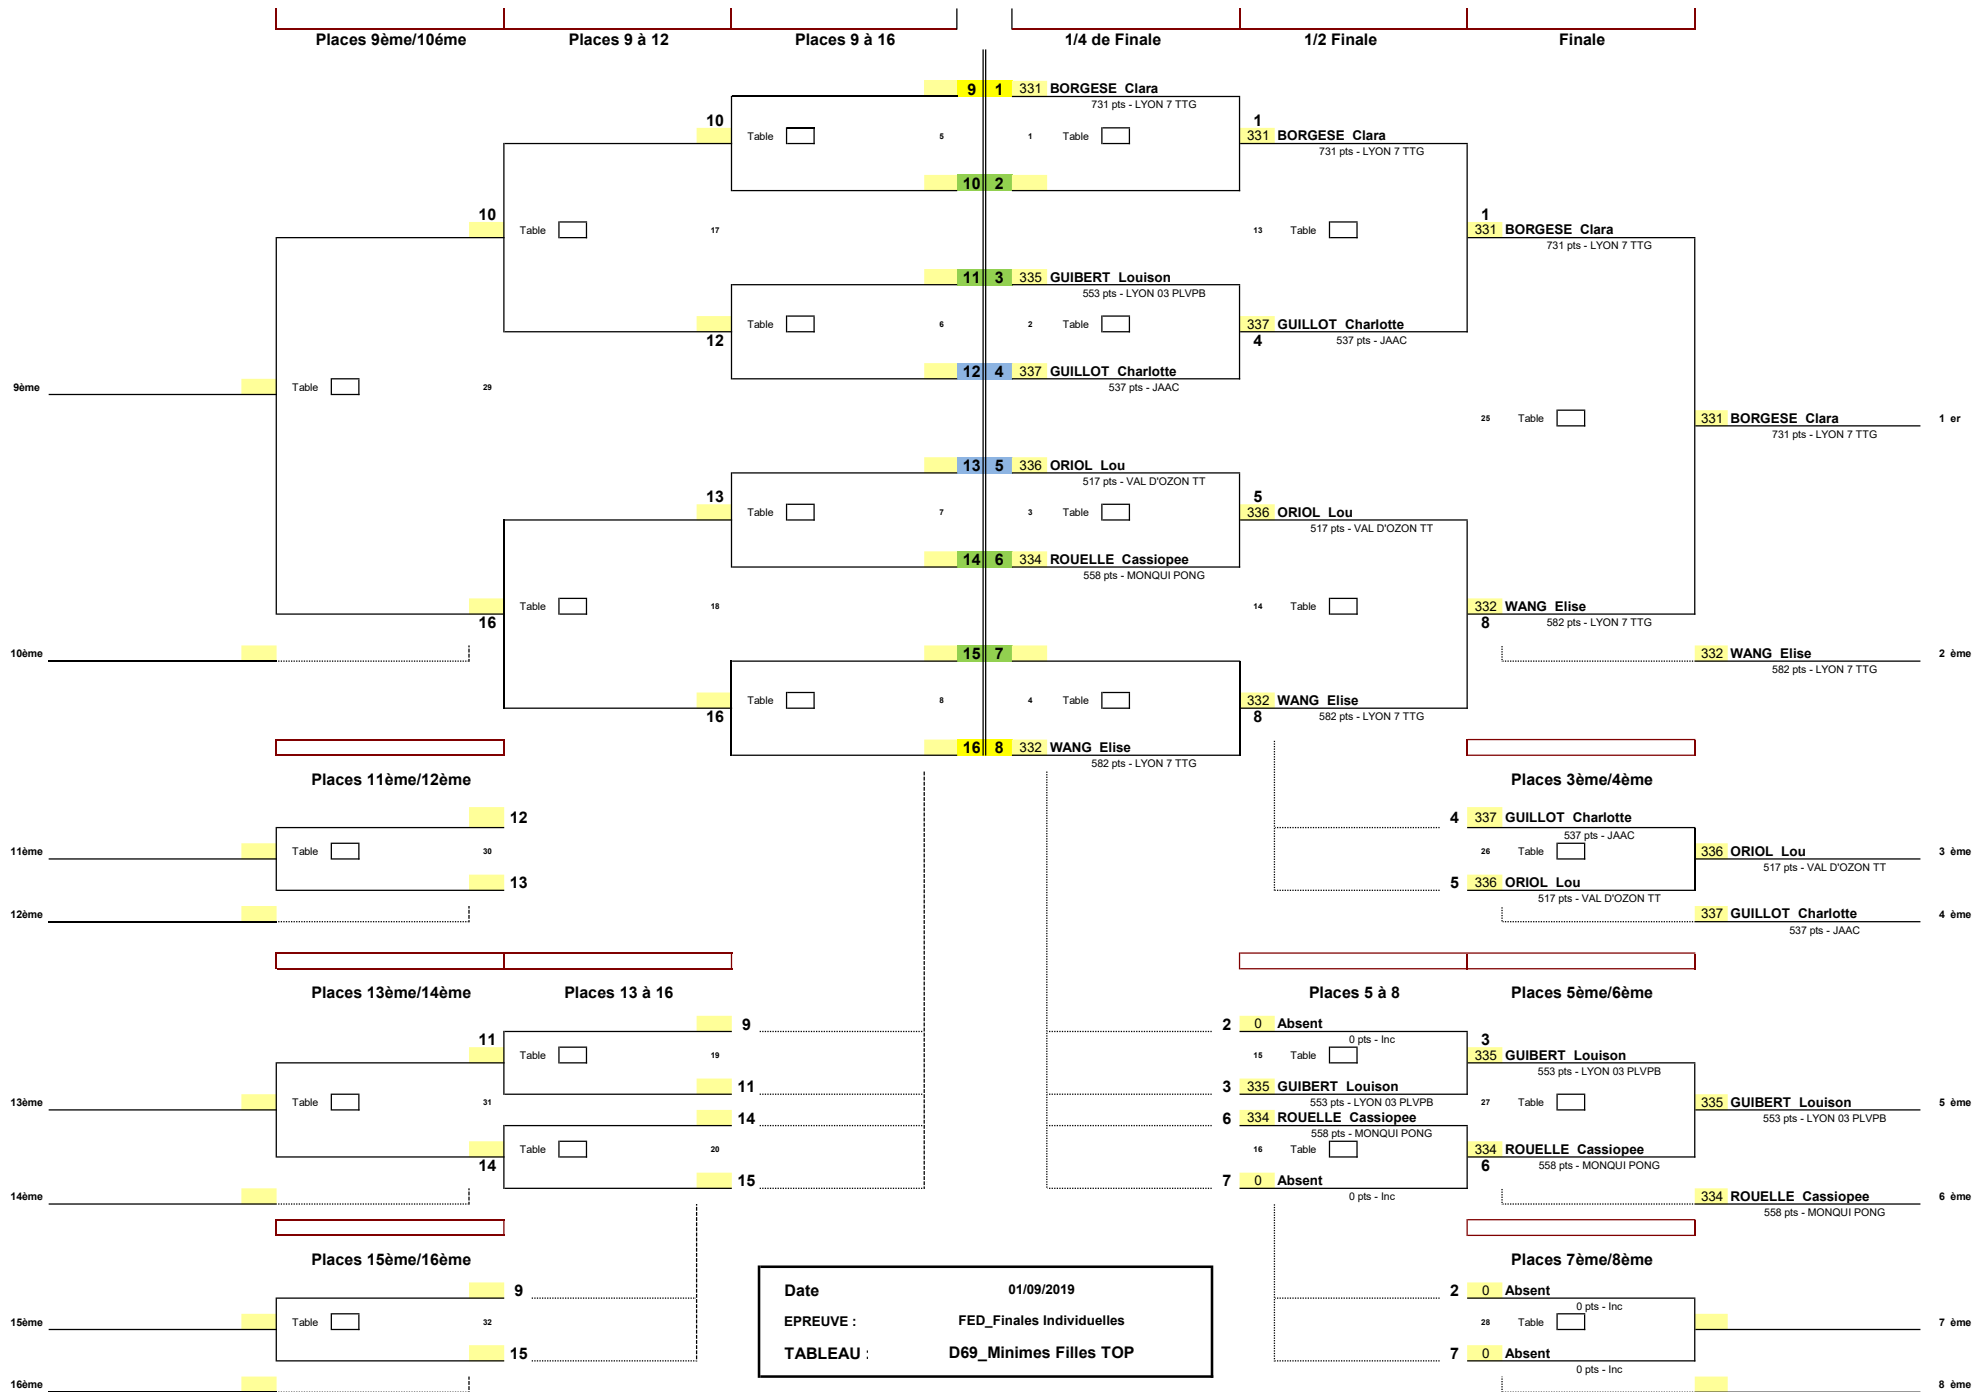 Places 9ème/10éme Places 9 à 12 Places 9 à 16 1/4 de Finale 1/2 Finale Finale
9 1 331 BORGESE Clara
731 pts - LYON 7 TTG
10 1
Table 5 1 Table 331 BORGESE Clara
731 pts - LYON 7 TTG
10 2
10 1
Table 17 13 Table 331 BORGESE Clara
731 pts - LYON 7 TTG
11 3 335 GUIBERT Louison
553 pts - LYON 03 PLVPB
Table 6 2 Table 337 GUILLOT Charlotte
12 4 537 pts - JAAC
12 4 337 GUILLOT Charlotte
537 pts - JAAC
9ème Table 29
25 Table 331 BORGESE Clara 1 er
731 pts - LYON 7 TTG
13 5 336 ORIOL Lou
517 pts - VAL D'OZON TT
13 5
Table 7 3 Table 336 ORIOL Lou
517 pts - VAL D'OZON TT
14 6 334 ROUELLE Cassiopee
558 pts - MONQUI PONG
Table 18 14 Table 332 WANG Elise
16 8 582 pts - LYON 7 TTG
10ème 15 7 332 WANG Elise 2 ème
582 pts - LYON 7 TTG
Table 8 4 Table 332 WANG Elise
16 8 582 pts - LYON 7 TTG
16 8 332 WANG Elise
582 pts - LYON 7 TTG
Places 11ème/12ème Places 3ème/4ème
12 4 337 GUILLOT Charlotte
537 pts - JAAC
11ème Table 30 26 Table 336 ORIOL Lou 3 ème
517 pts - VAL D'OZON TT
13 5 336 ORIOL Lou
517 pts - VAL D'OZON TT
12ème 337 GUILLOT Charlotte 4 ème
537 pts - JAAC
Places 13ème/14ème Places 13 à 16 Places 5 à 8 Places 5ème/6ème
9 2 0 Absent
0 pts - Inc
11 3
Table 19 15 Table 335 GUIBERT Louison
553 pts - LYON 03 PLVPB
11 3 335 GUIBERT Louison
553 pts - LYON 03 PLVPB
13ème Table 31 27 Table 335 GUIBERT Louison 5 ème
553 pts - LYON 03 PLVPB
14 6 334 ROUELLE Cassiopee
558 pts - MONQUI PONG
Table 20 16 Table 334 ROUELLE Cassiopee
14 6 558 pts - MONQUI PONG
15 7 0 Absent
0 pts - Inc
14ème 334 ROUELLE Cassiopee 6 ème
558 pts - MONQUI PONG
Places 15ème/16ème Places 7ème/8ème
9 2 0 Absent
0 pts - Inc
15ème Table 32 28 Table 7 ème
15 7 0 Absent
0 pts - Inc
16ème 8 ème
Date 01/09/2019
EPREUVE : FED_Finales Individuelles
TABLEAU : D69_Minimes Filles TOP